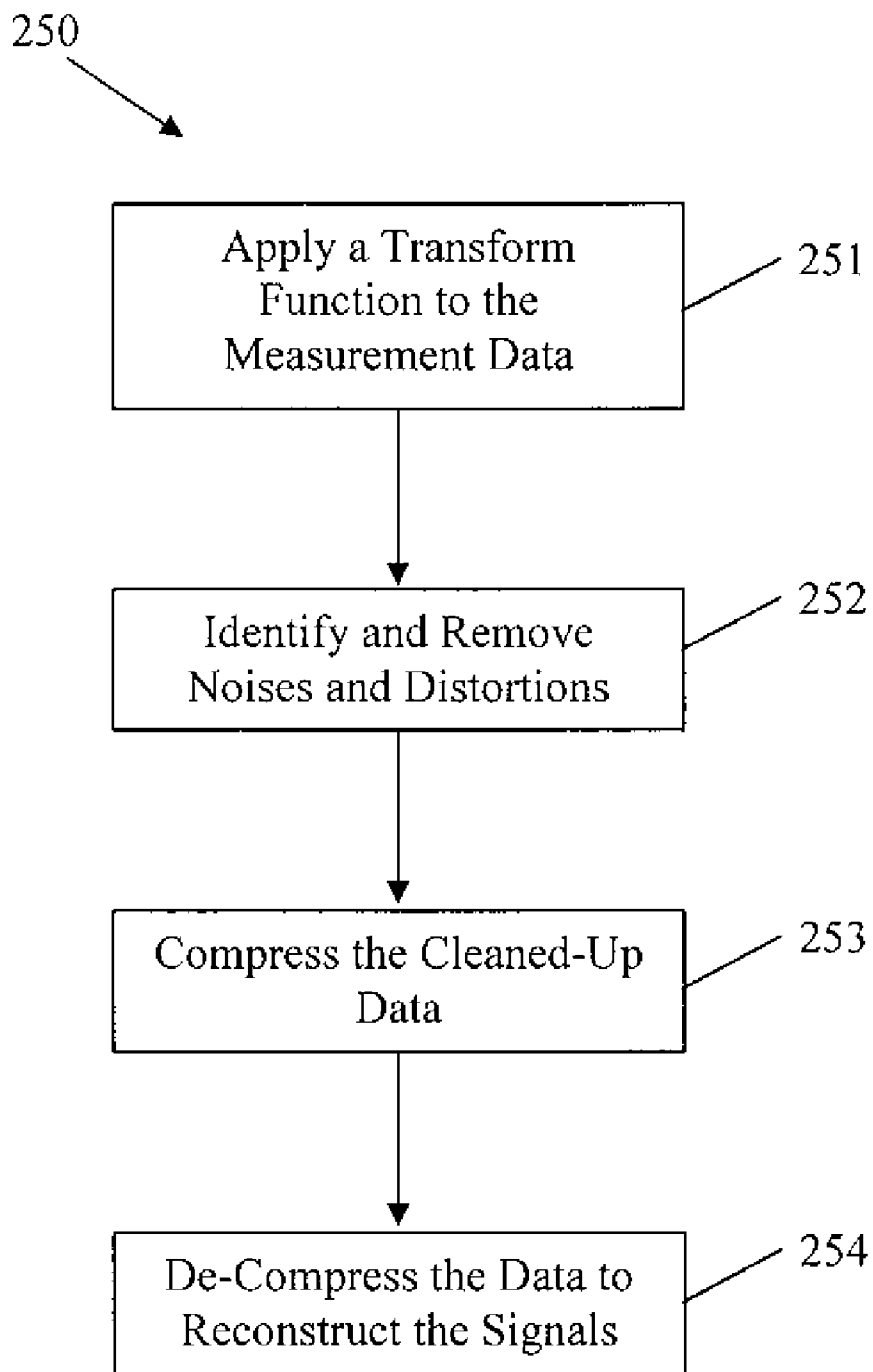 250
Apply a Transform
Function to the
Measurement Data
251
Identify and Remove
Noises and Distortions
252
Compress the Cleaned-Up
Data
253
De-Compress the Data to
Reconstruct the Signals
254